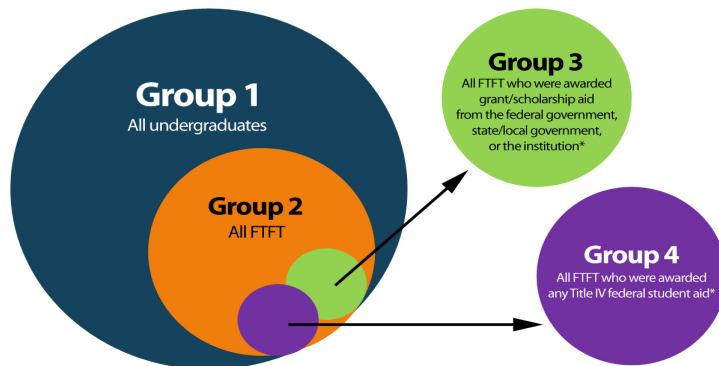 Group 1
All undergraduates
Group 2
All FTFT
Group 3
All FTFT who were awarded
grant/scholarship aid
from the federal government,
state/local government,
or the institution*
Group 4
All FTFT who were awarded
any Title IV federal student aid*